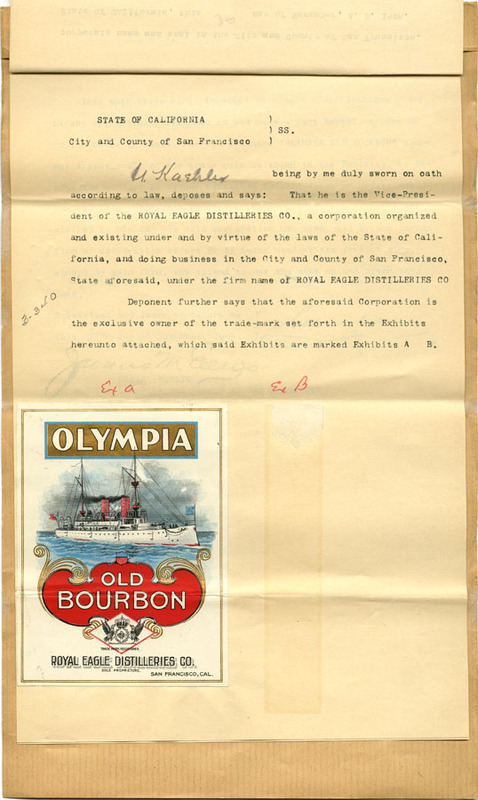 STATE OF CALIFORNIA )
) SS.
City and County of San Francisco )
H Kaehler being by me duly sworn on oath
according to law, deposes and says: That he is the Vice-Presi-
dent of the ROYAL EAGLE DISTILLERIES CO., a corporation organized
and existing under and by virtue of the laws of the State of Cali-
fornia, and doing business in the City and County of San Francisco,
State aforesaid, under the firm name of ROYAL EAGLE DISTILLERIES CO
Deponent further says that the aforesaid Corporation is
the exclusive owner of the trade-mark set forth in the Exhibits
hereunto attached, which said Exhibits are marked Exhibits A B.
Ex A Ex B
OLYMPIA
OLD
BOURBON
TRADE MARK REGISTERED
ROYAL EAGLE DISTILLERIES CO.
SOLE PROPRIETORS
SAN FRANCISCO, CAL.